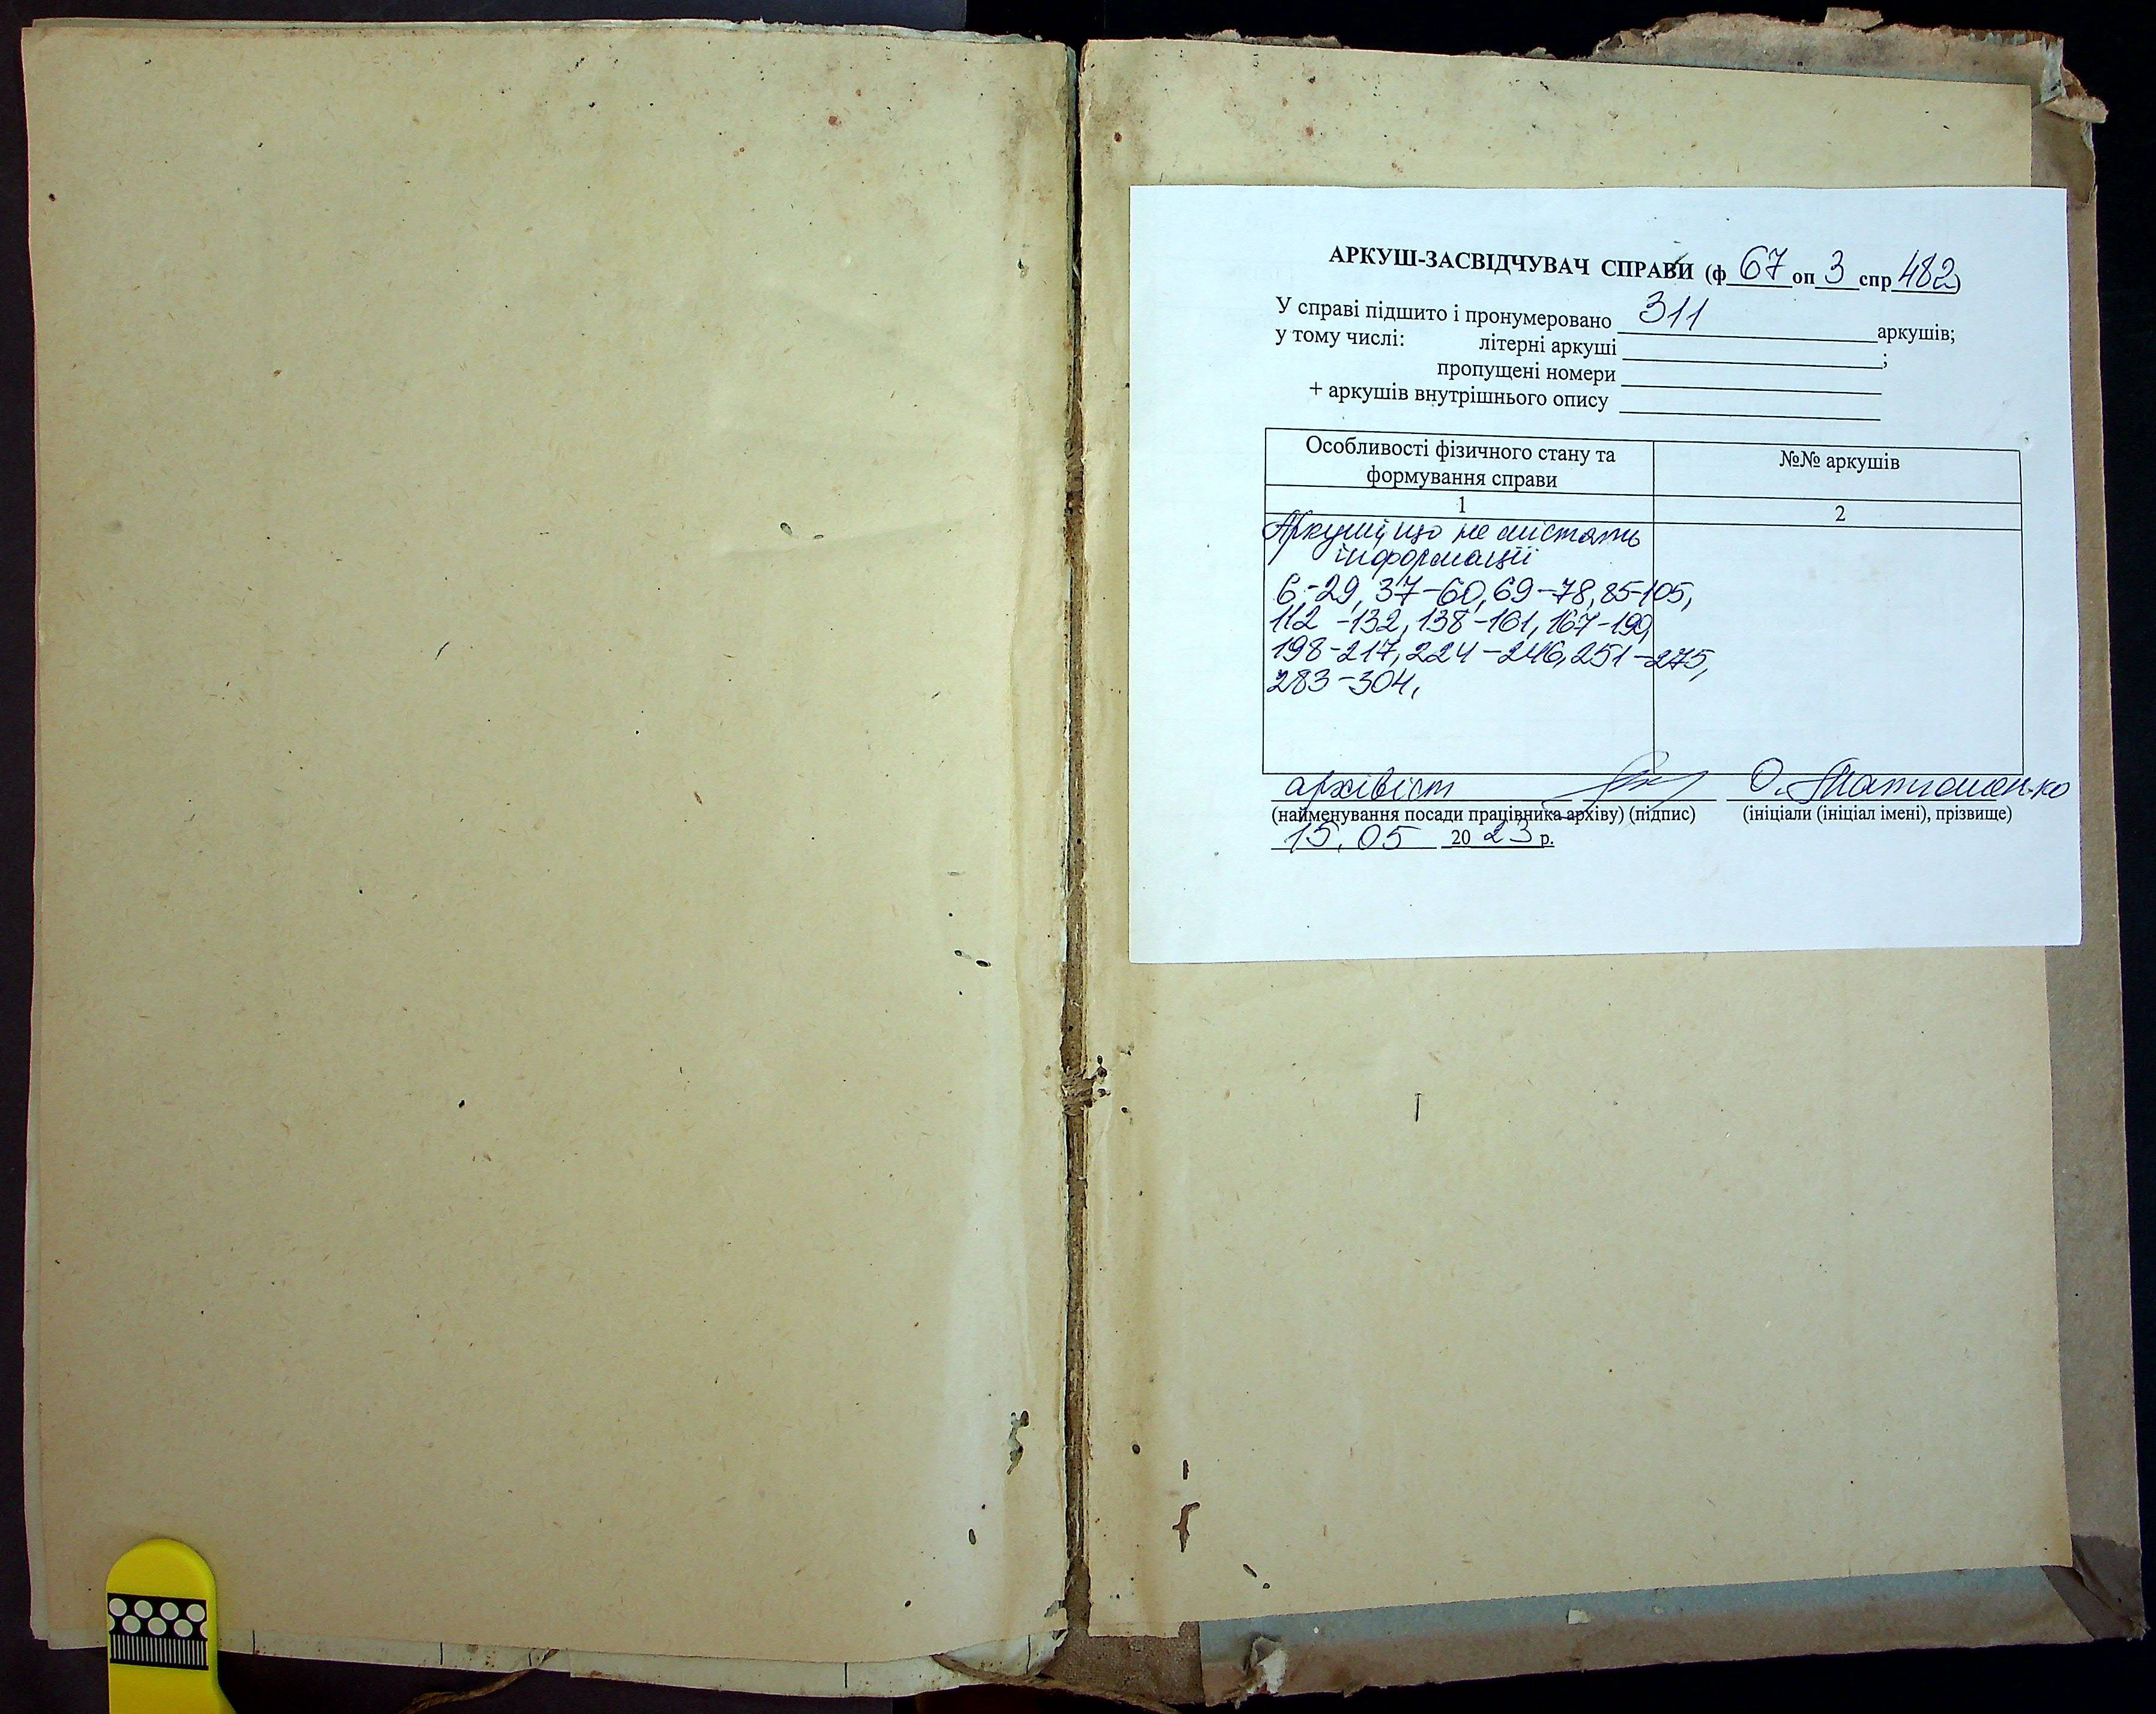 АРКУШ-ЗАСВІДЧУВАЧ СПРАВИ (ф 67 оп 3 спр 482)
У справі підшито і пронумеровано 311 аркушів;
у тому числі: літерні аркуші ;
пропущені номери
+ аркушів внутрішнього опису
Особливості фізичного стану та формування справи №№ аркушів
1 2
Аркуші, що не містять
інформації
6-29, 37-60, 69-78, 85-105,
112-132, 138-161, 167-190,
198-217, 224-246, 251-275,
283-304.
архівіст О.
(найменування посади працівника архіву) (підпис) (ініціали (ініціал імені), прізвище)
15.05 2023 р.